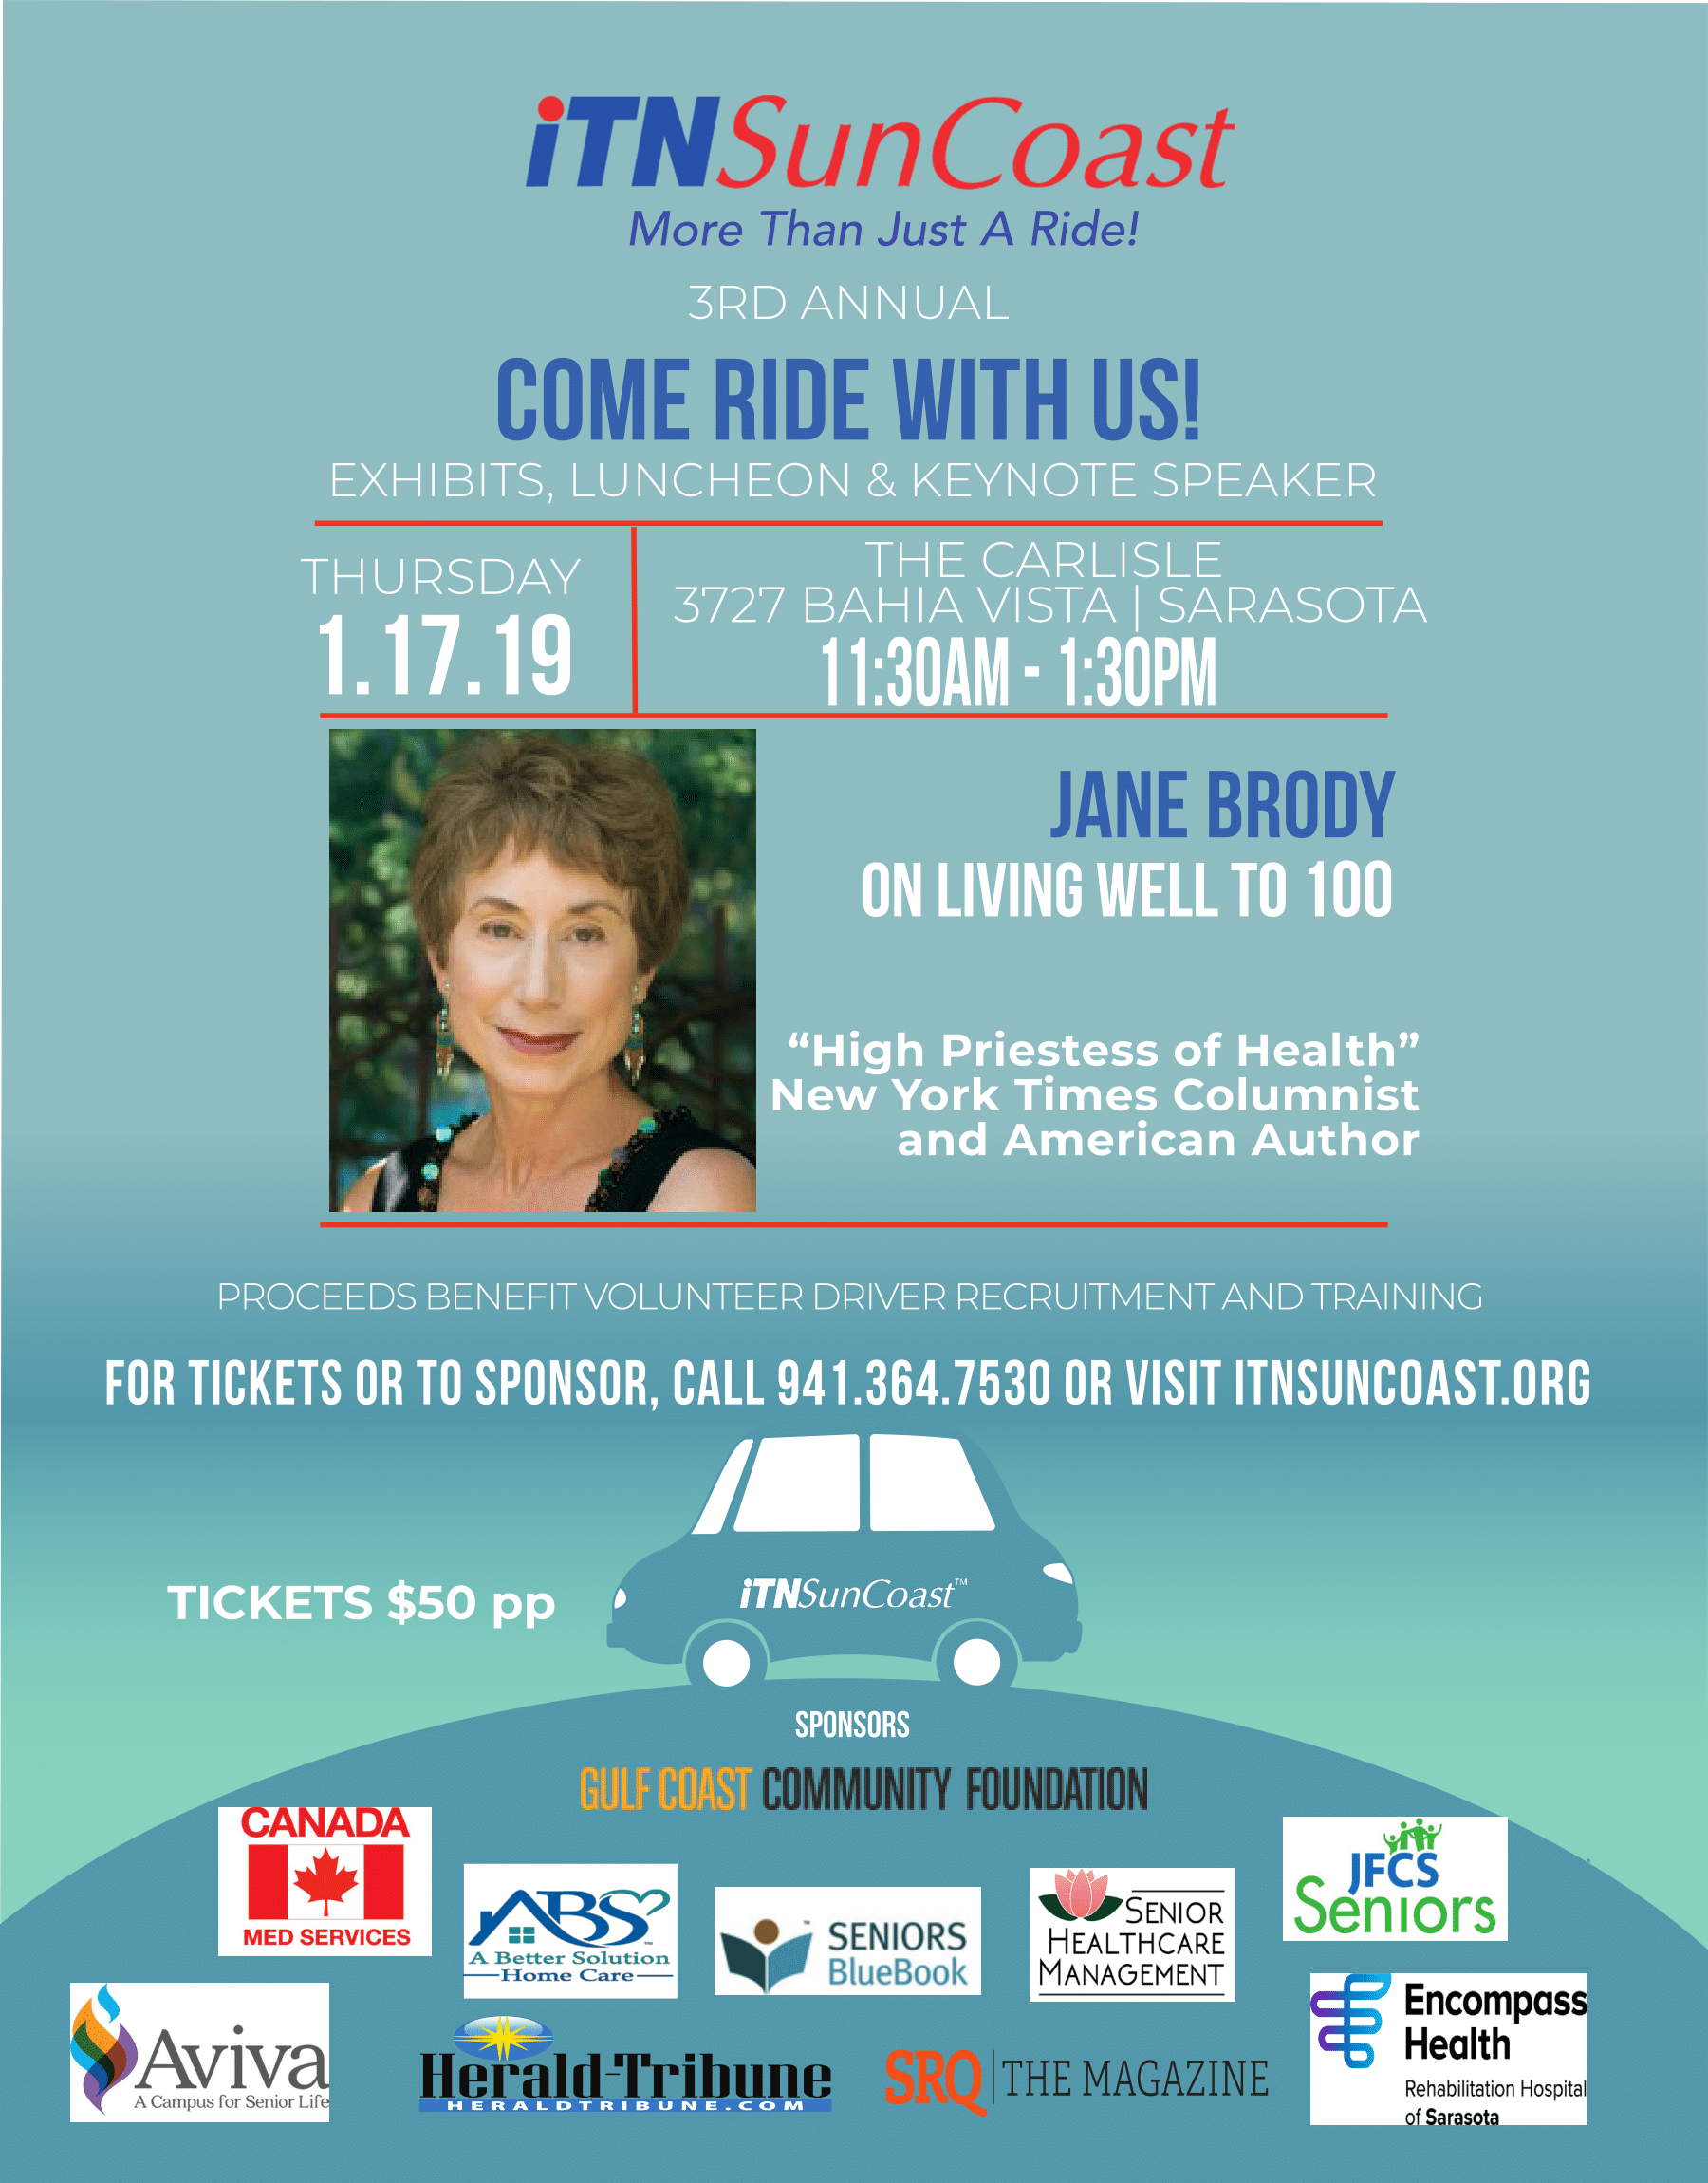 iTNSunCoast
More Than Just A Ride!
3RD ANNUAL
COME RIDE WITH US!
EXHIBITS, LUNCHEON & KEYNOTE SPEAKER
THURSDAY
1.17.19
THE CARLISLE
3727 BAHIA VISTA | SARASOTA
11:30AM - 1:30PM
JANE BRODY
ON LIVING WELL TO 100
“High Priestess of Health”
New York Times Columnist
and American Author
PROCEEDS BENEFIT VOLUNTEER DRIVER RECRUITMENT AND TRAINING
FOR TICKETS OR TO SPONSOR, CALL 941.364.7530 OR VISIT ITNSUNCOAST.ORG
TICKETS $50 pp
iTNSunCoast™
SPONSORS
GULF COAST COMMUNITY FOUNDATION
CANADA
MED SERVICES
ABS™
A Better Solution
Home Care
SENIORS™
BlueBook
SENIOR
HEALTHCARE
MANAGEMENT
JFCS
Seniors
Aviva
A Campus for Senior Life
Herald-Tribune
HERALDTRIBUNE.COM
SRQ | THE MAGAZINE
Encompass
Health
Rehabilitation Hospital
of Sarasota